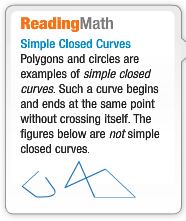 ReadingMath
Simple Closed Curves
Polygons and circles are
examples of simple closed
curves. Such a curve begins
and ends at the same point
without crossing itself. The
figures below are not simple
closed curves.